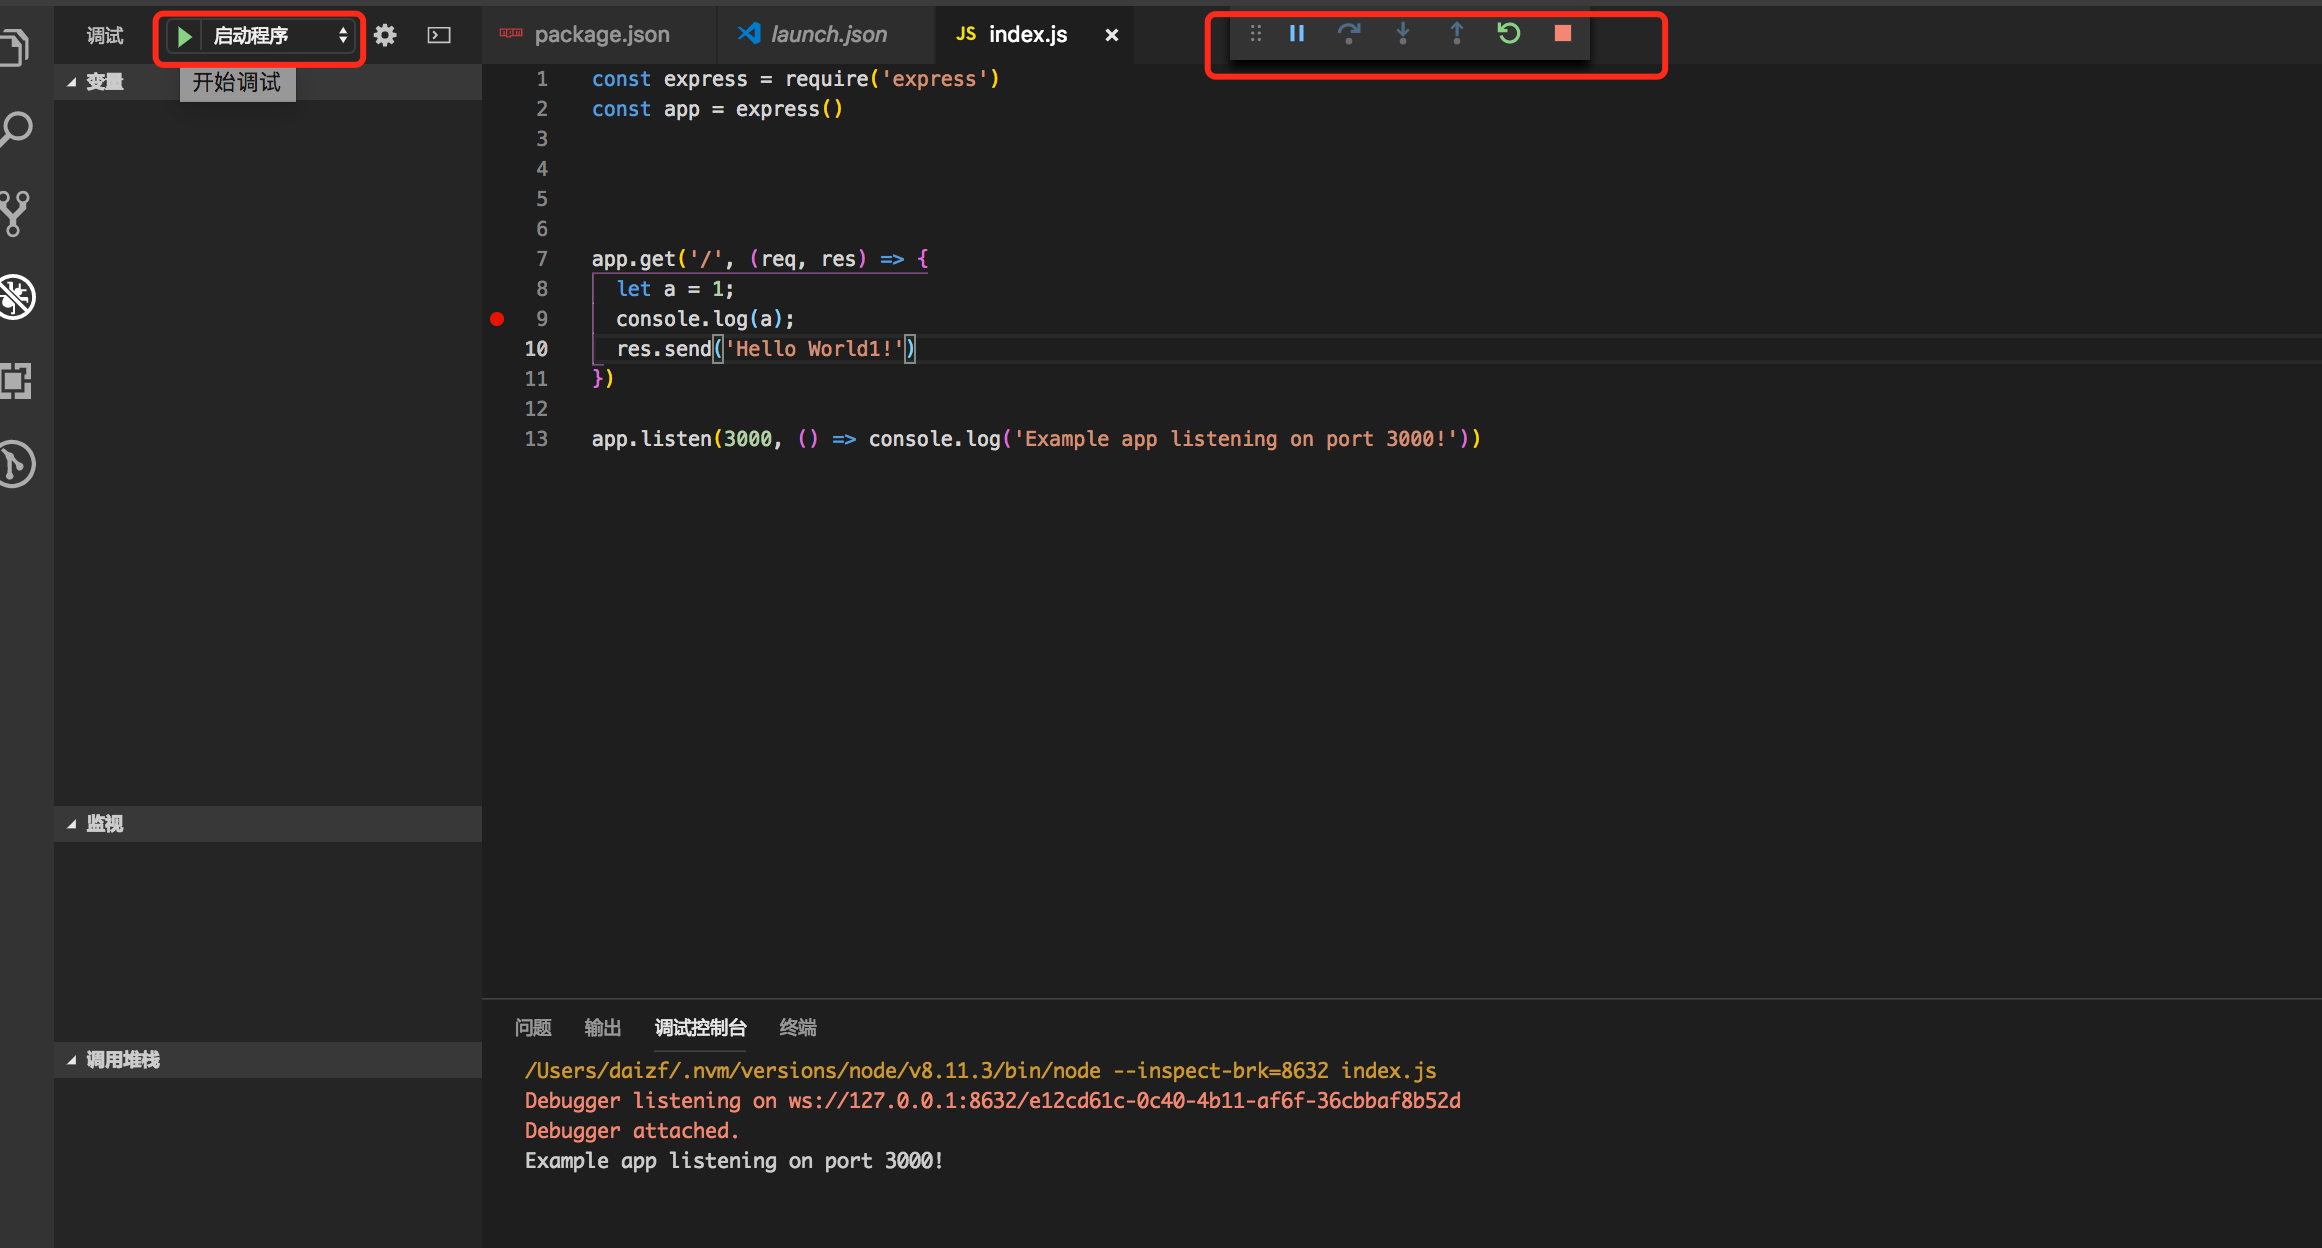 调试
启动程序
开始调试
变量
监视
调用堆栈
package.json
launch.json
JS index.js
1 const express = require('express')
2 const app = express()
3
4
5
6
7 app.get('/', (req, res) => {
8 let a = 1;
9 console.log(a);
10 res.send('Hello World1!')
11 })
12
13 app.listen(3000, () => console.log('Example app listening on port 3000!'))
问题 输出 调试控制台 终端
/Users/daizf/.nvm/versions/node/v8.11.3/bin/node --inspect-brk=8632 index.js
Debugger listening on ws://127.0.0.1:8632/e12cd61c-0c40-4b11-af6f-36cbbaf8b52d
Debugger attached.
Example app listening on port 3000!